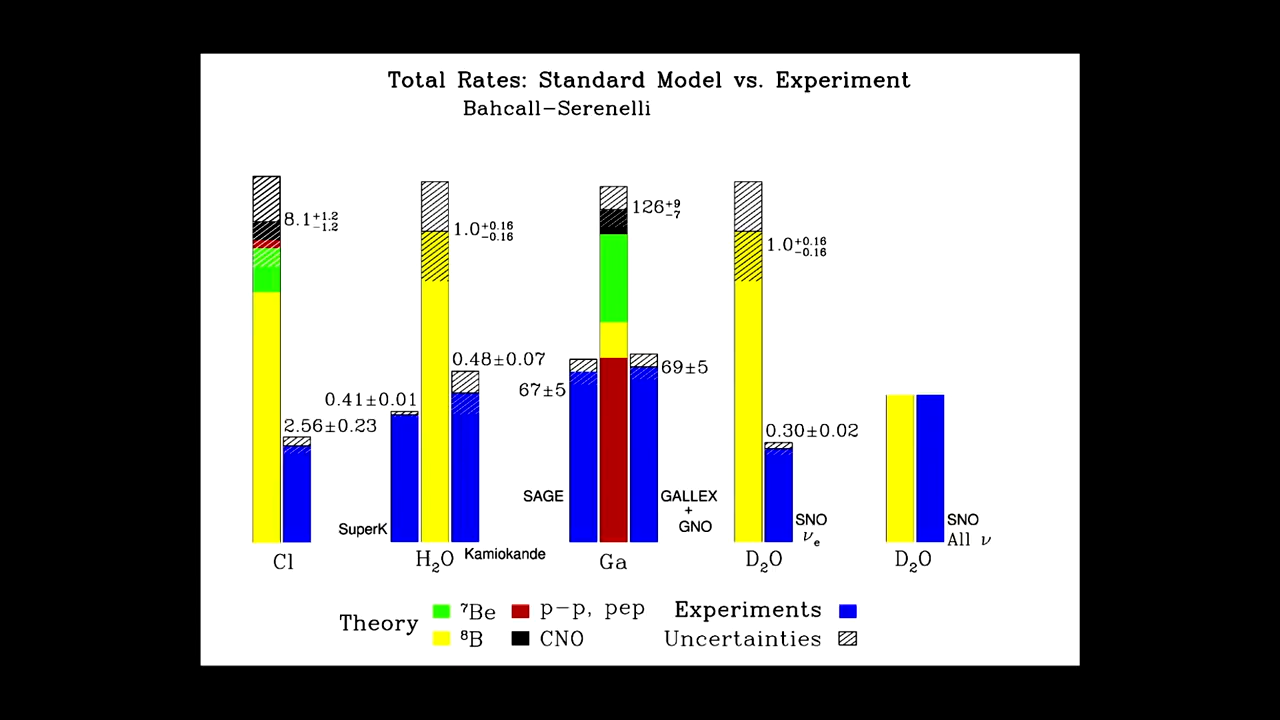 Total Rates: Standard Model vs. Experiment
Bahcall−Serenelli
8.1+1.2−1.2
2.56±0.23
Cl
0.41±0.01
1.0+0.16−0.16
0.48±0.07
SuperK
H2O
Kamiokande
67±5
126+9−7
69±5
SAGE
GALLEX
+
GNO
Ga
1.0+0.16−0.16
0.30±0.02
SNO
νe
D2O
SNO
All ν
D2O
Theory
7Be
8B
p−p, pep
CNO
Experiments
Uncertainties